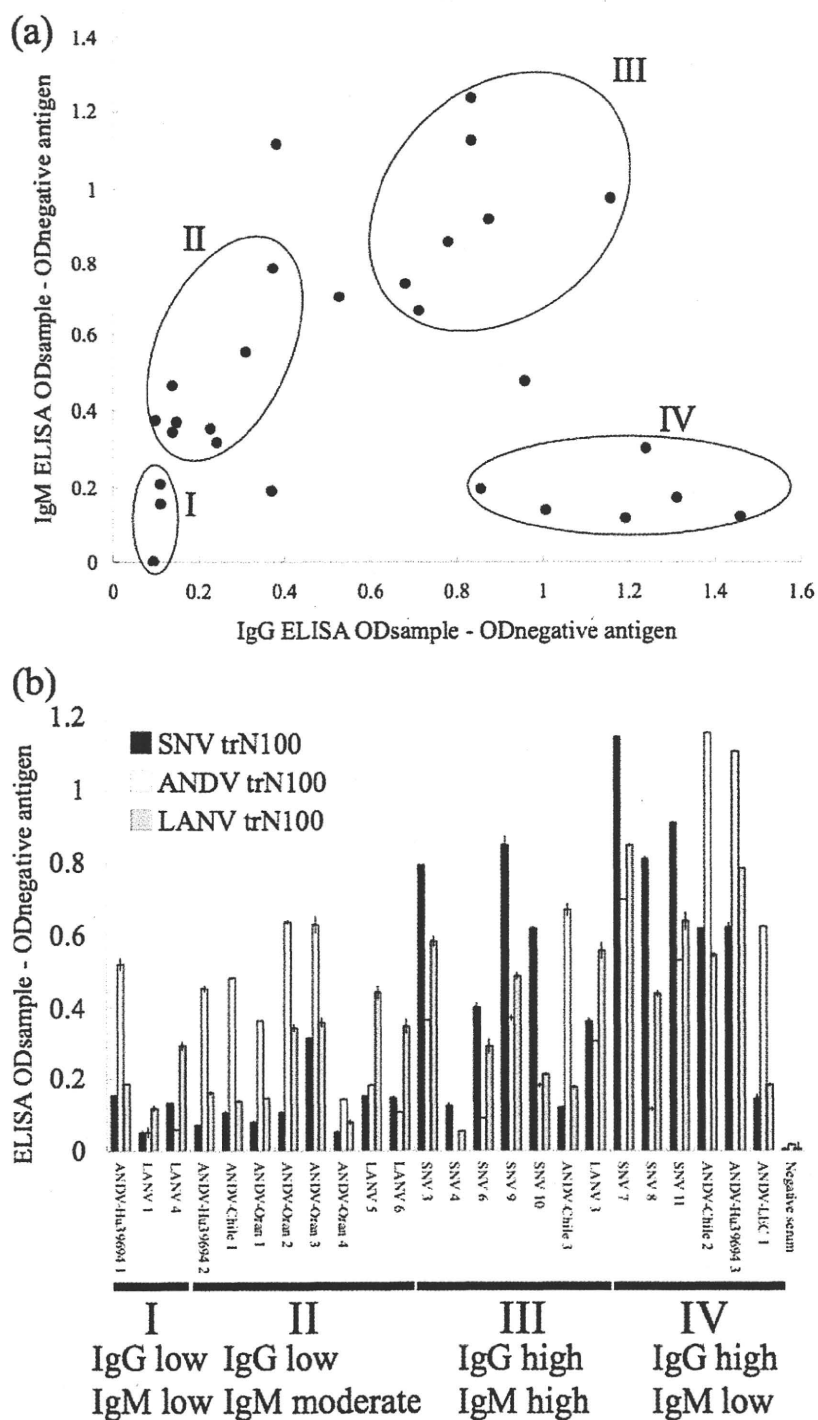 (a)
IgM ELISA ODsample - ODnegative antigen
1.4
1.2
1
0.8
0.6
0.4
0.2
0
I
II
III
IV
0 0.2 0.4 0.6 0.8 1 1.2 1.4 1.6
IgG ELISA ODsample - ODnegative antigen
(b)
ELISA ODsample - ODnegative antigen
1.2
1
0.8
0.6
0.4
0.2
0
SNV trN100
ANDV trN100
LANV trN100
ANDV-Hu39694 1
LANV 1
LANV 4
ANDV-Hu39694 2
ANDV-Chile 1
ANDV-Oran 1
ANDV-Oran 2
ANDV-Oran 3
ANDV-Oran 4
LANV 5
LANV 6
SNV 3
SNV 4
SNV 6
SNV 9
SNV 10
ANDV-Chile 3
LANV 3
SNV 7
SNV 8
SNV 11
ANDV-Chile 2
ANDV-Hu39694 3
ANDV-LEC 1
Negative serum
I II III IV
IgG low IgG low IgG high IgG high
IgM low IgM moderate IgM high IgM low